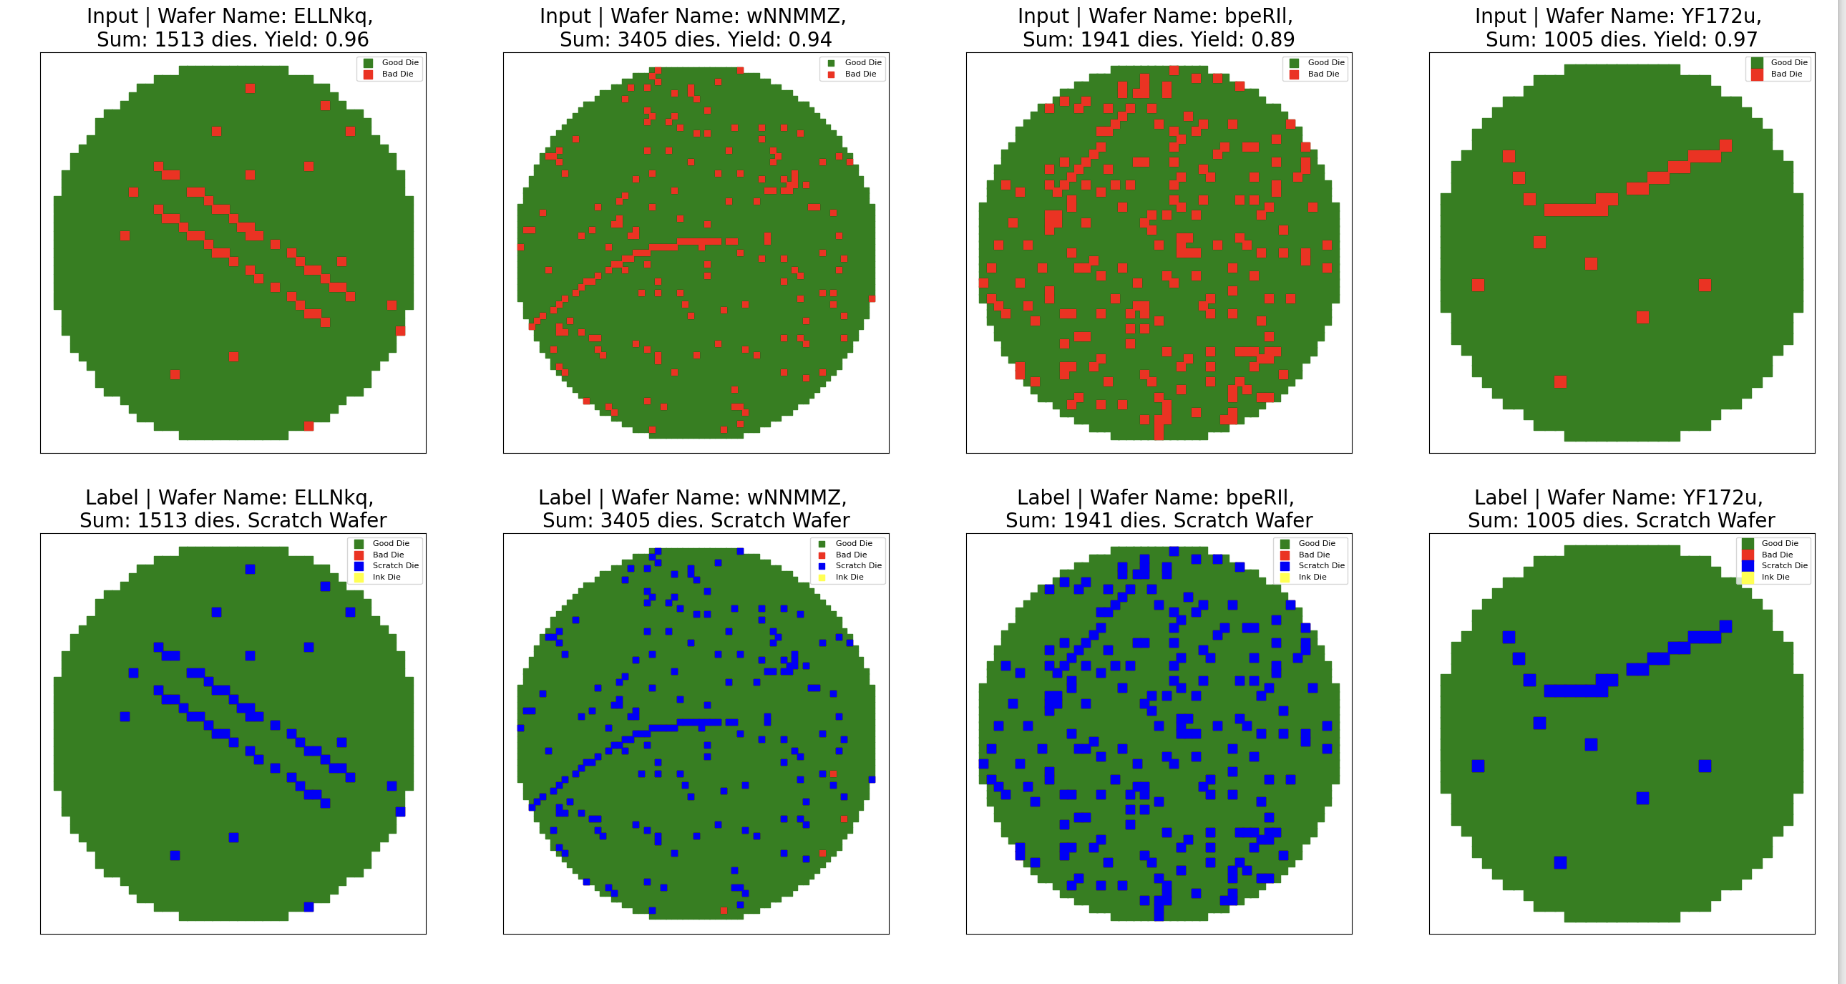 Input | Wafer Name: ELLNkq,
Sum: 1513 dies. Yield: 0.96
Good Die
Bad Die
Input | Wafer Name: wNNMMZ,
Sum: 3405 dies. Yield: 0.94
Good Die
Bad Die
Input | Wafer Name: bpeRIl,
Sum: 1941 dies. Yield: 0.89
Good Die
Bad Die
Input | Wafer Name: YF172u,
Sum: 1005 dies. Yield: 0.97
Good Die
Bad Die
Label | Wafer Name: ELLNkq,
Sum: 1513 dies. Scratch Wafer
Good Die
Bad Die
Scratch Die
Ink Die
Label | Wafer Name: wNNMMZ,
Sum: 3405 dies. Scratch Wafer
Good Die
Bad Die
Scratch Die
Ink Die
Label | Wafer Name: bpeRIl,
Sum: 1941 dies. Scratch Wafer
Good Die
Bad Die
Scratch Die
Ink Die
Label | Wafer Name: YF172u,
Sum: 1005 dies. Scratch Wafer
Good Die
Bad Die
Scratch Die
Ink Die